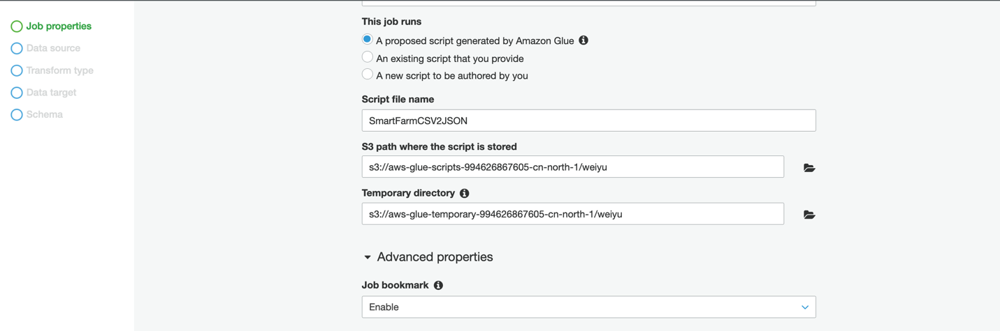 Job properties
Data source
Transform type
Data target
Schema
This job runs
A proposed script generated by Amazon Glue
An existing script that you provide
A new script to be authored by you
Script file name
SmartFarmCSV2JSON
S3 path where the script is stored
s3://aws-glue-scripts-994626867605-cn-north-1/weiyu
Temporary directory
s3://aws-glue-temporary-994626867605-cn-north-1/weiyu
Advanced properties
Job bookmark
Enable